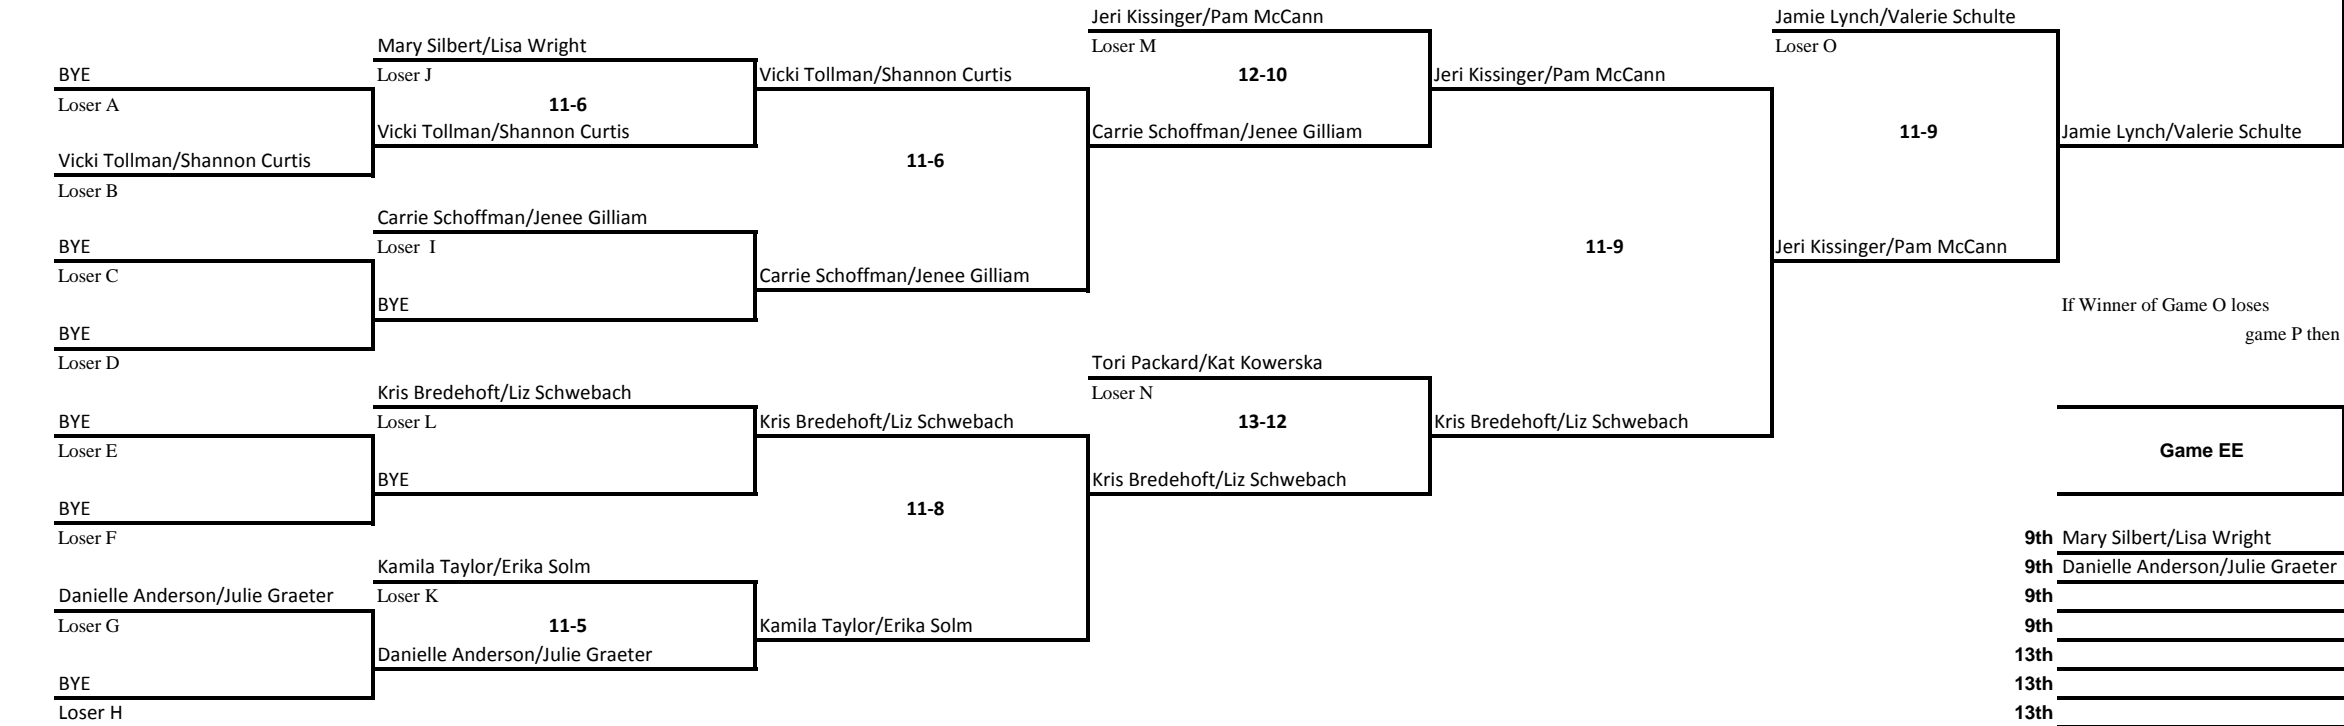 Jeri Kissinger/Pam McCann
Jamie Lynch/Valerie Schulte
Mary Silbert/Lisa Wright
Loser M
Loser O
BYE
Loser J
Vicki Tollman/Shannon Curtis
12-10
Jeri Kissinger/Pam McCann
Loser A
11-6
Vicki Tollman/Shannon Curtis
Carrie Schoffman/Jenee Gilliam
11-9
Jamie Lynch/Valerie Schulte
Vicki Tollman/Shannon Curtis
11-6
Loser B
Carrie Schoffman/Jenee Gilliam
BYE
Loser I
11-9
Jeri Kissinger/Pam McCann
Loser C
Carrie Schoffman/Jenee Gilliam
BYE
If Winner of Game O loses
BYE
game P then
Loser D
Tori Packard/Kat Kowerska
Kris Bredehoft/Liz Schwebach
Loser N
BYE
Loser L
Kris Bredehoft/Liz Schwebach
13-12
Kris Bredehoft/Liz Schwebach
Loser E
Game EE
BYE
Kris Bredehoft/Liz Schwebach
BYE
11-8
Loser F
9th Mary Silbert/Lisa Wright
Kamila Taylor/Erika Solm
9th Danielle Anderson/Julie Graeter
Danielle Anderson/Julie Graeter
Loser K
9th
Loser G
11-5
Kamila Taylor/Erika Solm
9th
Danielle Anderson/Julie Graeter
13th
BYE
13th
Loser H
13th